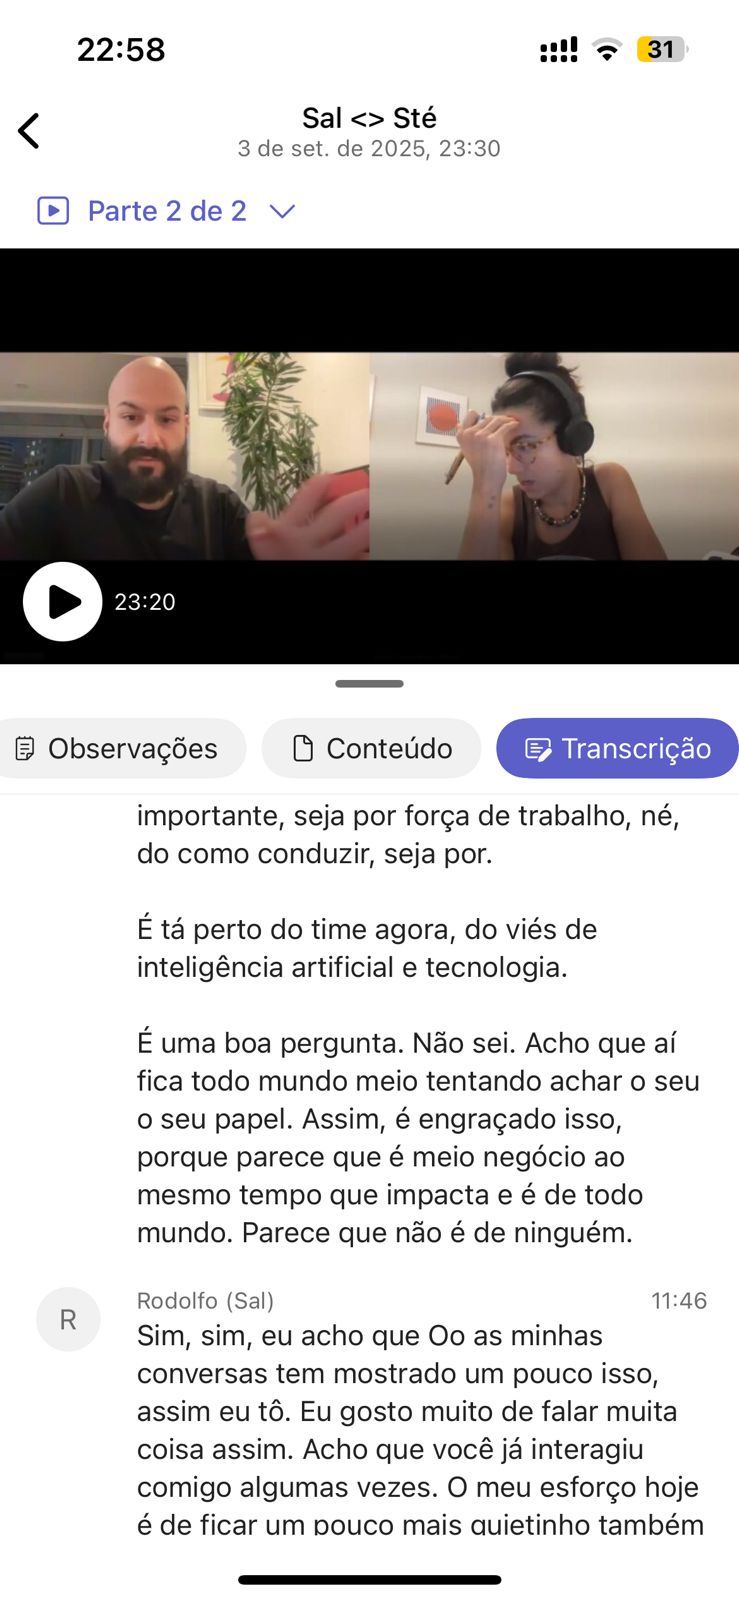 22:58
31
Sal <> Sté
3 de set. de 2025, 23:30
Parte 2 de 2
23:20
Observações
Conteúdo
Transcrição
importante, seja por força de trabalho, né,
do como conduzir, seja por.
É tá perto do time agora, do viés de
inteligência artificial e tecnologia.
É uma boa pergunta. Não sei. Acho que aí
fica todo mundo meio tentando achar o seu
o seu papel. Assim, é engraçado isso,
porque parece que é meio negócio ao
mesmo tempo que impacta e é de todo
mundo. Parece que não é de ninguém.
R
Rodolfo (Sal)
11:46
Sim, sim, eu acho que Oo as minhas
conversas tem mostrado um pouco isso,
assim eu tô. Eu gosto muito de falar muita
coisa assim. Acho que você já interagiu
comigo algumas vezes. O meu esforço hoje
é de ficar um pouco mais quietinho também